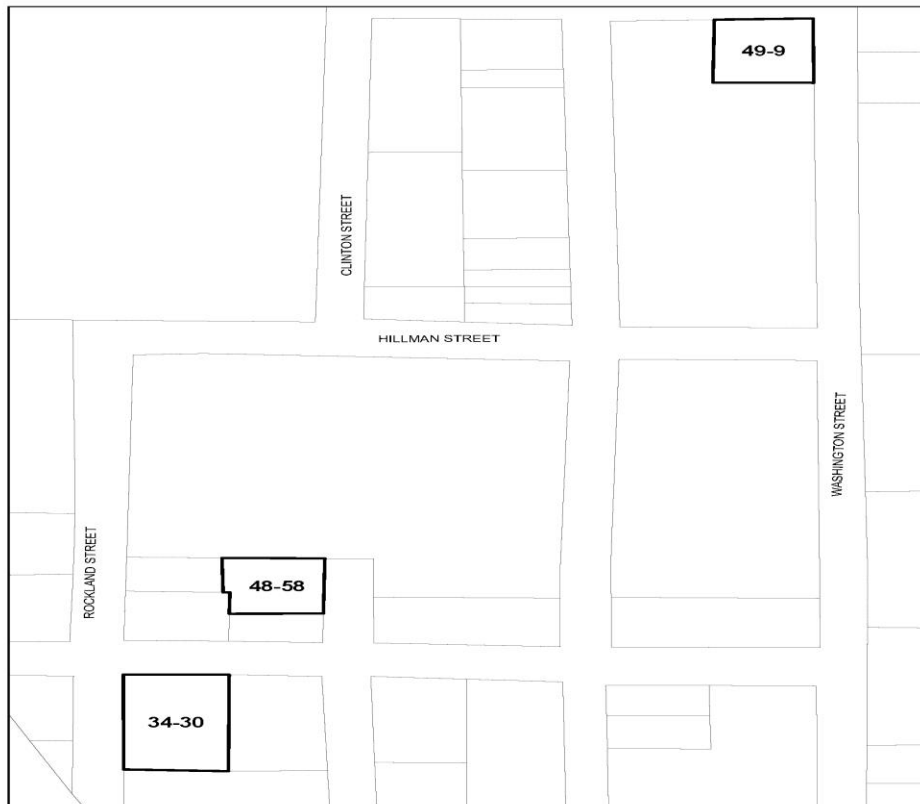 49-9
CLINTON STREET
HILLMAN STREET
WASHINGTON STREET
ROCKLAND STREET
48-58
34-30